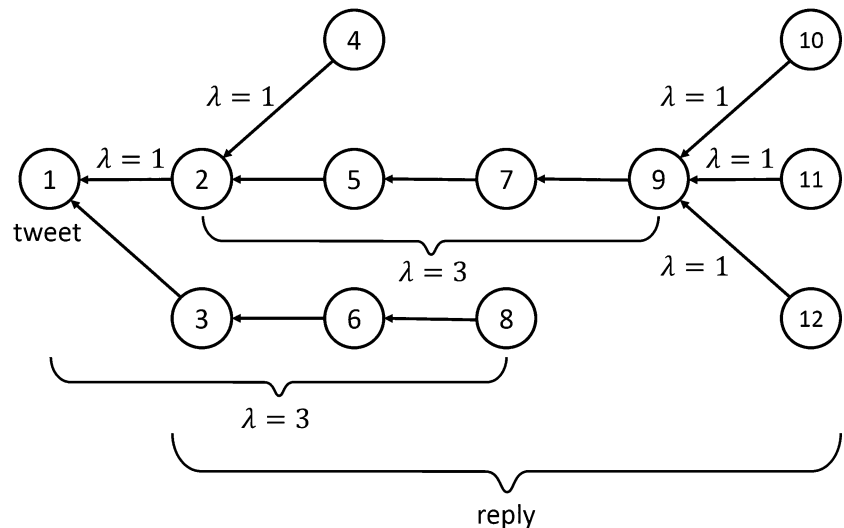 4
10
λ = 1
λ = 1
λ = 1
λ = 1
1
2
5
7
9
11
tweet
λ = 3
λ = 1
3
6
8
12
λ = 3
reply